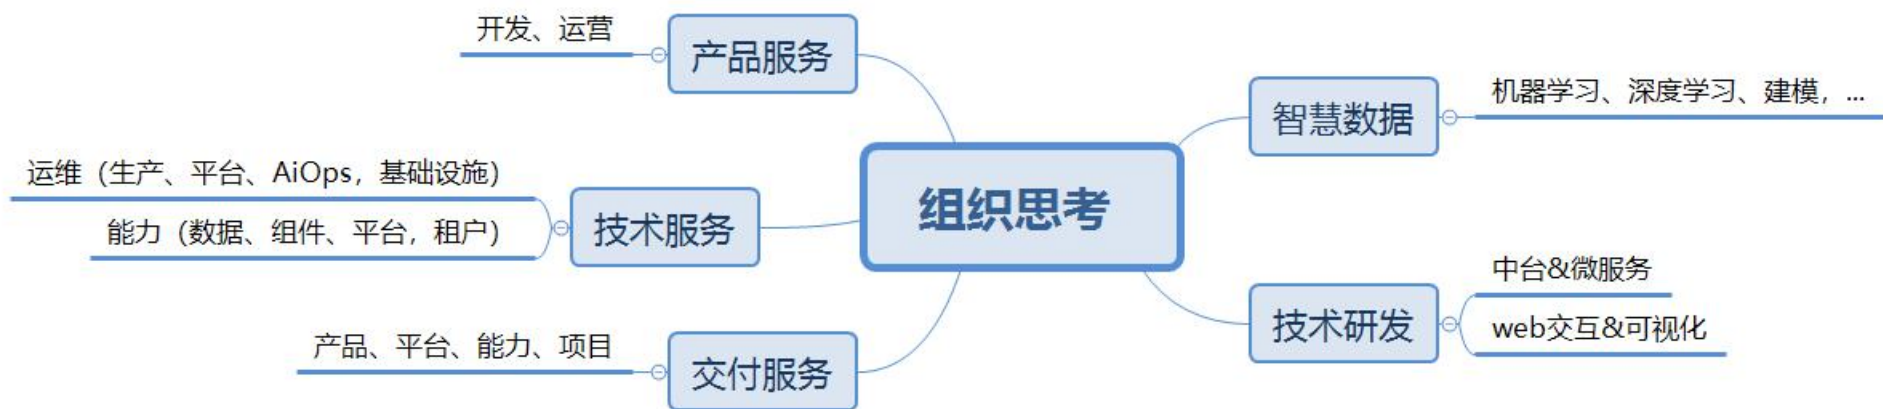 开发、运营
产品服务
运维（生产、平台、AiOps，基础设施）
能力（数据、组件、平台，租户）
技术服务
产品、平台、能力、项目
交付服务
组织思考
智慧数据
机器学习、深度学习、建模，...
技术研发
中台&微服务
web交互&可视化